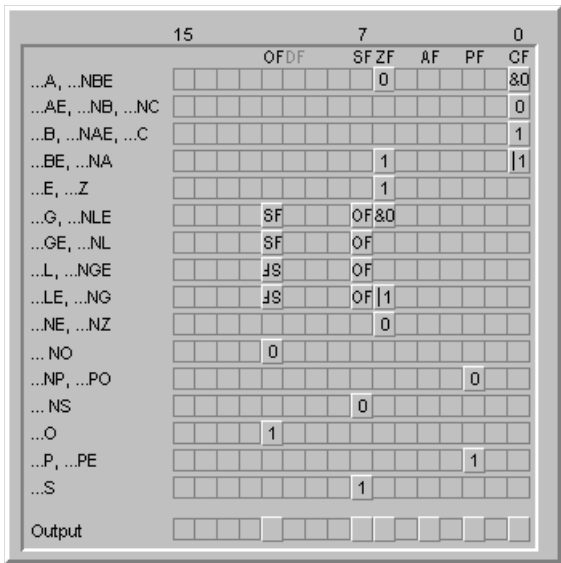 15 7 0
OF DF SF ZF AF PF CF
...A, ...NBE 0 &0
...AE, ...NB, ...NC 0
...B, ...NAE, ...C 1
...BE, ...NA 1 |1
...E, ...Z 1
...G, ...NLE SF OF &0
...GE, ...NL SF OF
...L, ...NGE ℲS OF
...LE, ...NG ℲS OF |1
...NE, ...NZ 0
... NO 0
...NP, ...PO 0
... NS 0
...O 1
...P, ...PE 1
...S 1
Output